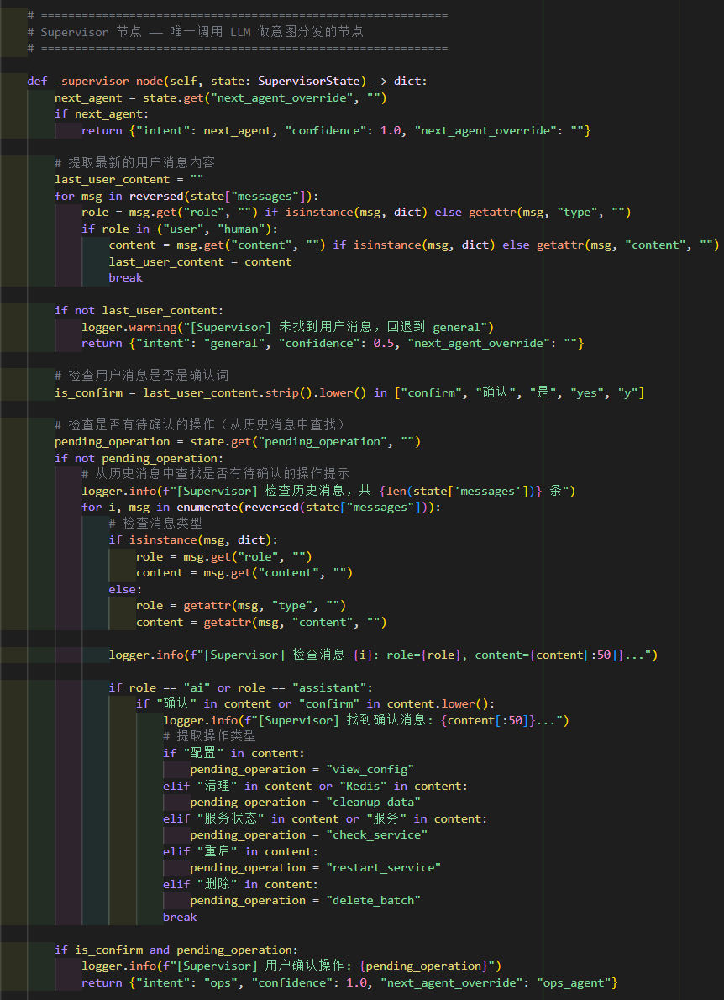 # ============================================================
# Supervisor 节点 —— 唯一调用 LLM 做意图分发的节点
# ============================================================
def _supervisor_node(self, state: SupervisorState) -> dict:
next_agent = state.get("next_agent_override", "")
if next_agent:
return {"intent": next_agent, "confidence": 1.0, "next_agent_override": ""}
# 提取最新的用户消息内容
last_user_content = ""
for msg in reversed(state["messages"]):
role = msg.get("role", "") if isinstance(msg, dict) else getattr(msg, "type", "")
if role in ("user", "human"):
content = msg.get("content", "") if isinstance(msg, dict) else getattr(msg, "content", "")
last_user_content = content
break
if not last_user_content:
logger.warning("[Supervisor] 未找到用户消息，回退到 general")
return {"intent": "general", "confidence": 0.5, "next_agent_override": ""}
# 检查用户消息是否是确认词
is_confirm = last_user_content.strip().lower() in ["confirm", "确认", "是", "yes", "y"]
# 检查是否有待确认的操作（从历史消息中查找）
pending_operation = state.get("pending_operation", "")
if not pending_operation:
# 从历史消息中查找是否有待确认的操作提示
logger.info(f"[Supervisor] 检查历史消息，共 {len(state['messages'])} 条")
for i, msg in enumerate(reversed(state["messages"])):
# 检查消息类型
if isinstance(msg, dict):
role = msg.get("role", "")
content = msg.get("content", "")
else:
role = getattr(msg, "type", "")
content = getattr(msg, "content", "")
logger.info(f"[Supervisor] 检查消息 {i}: role={role}, content={content[:50]}...")
if role == "ai" or role == "assistant":
if "确认" in content or "confirm" in content.lower():
logger.info(f"[Supervisor] 找到确认消息: {content[:50]}...")
# 提取操作类型
if "配置" in content:
pending_operation = "view_config"
elif "清理" in content or "Redis" in content:
pending_operation = "cleanup_data"
elif "服务状态" in content or "服务" in content:
pending_operation = "check_service"
elif "重启" in content:
pending_operation = "restart_service"
elif "删除" in content:
pending_operation = "delete_batch"
break
if is_confirm and pending_operation:
logger.info(f"[Supervisor] 用户确认操作: {pending_operation}")
return {"intent": "ops", "confidence": 1.0, "next_agent_override": "ops_agent"}